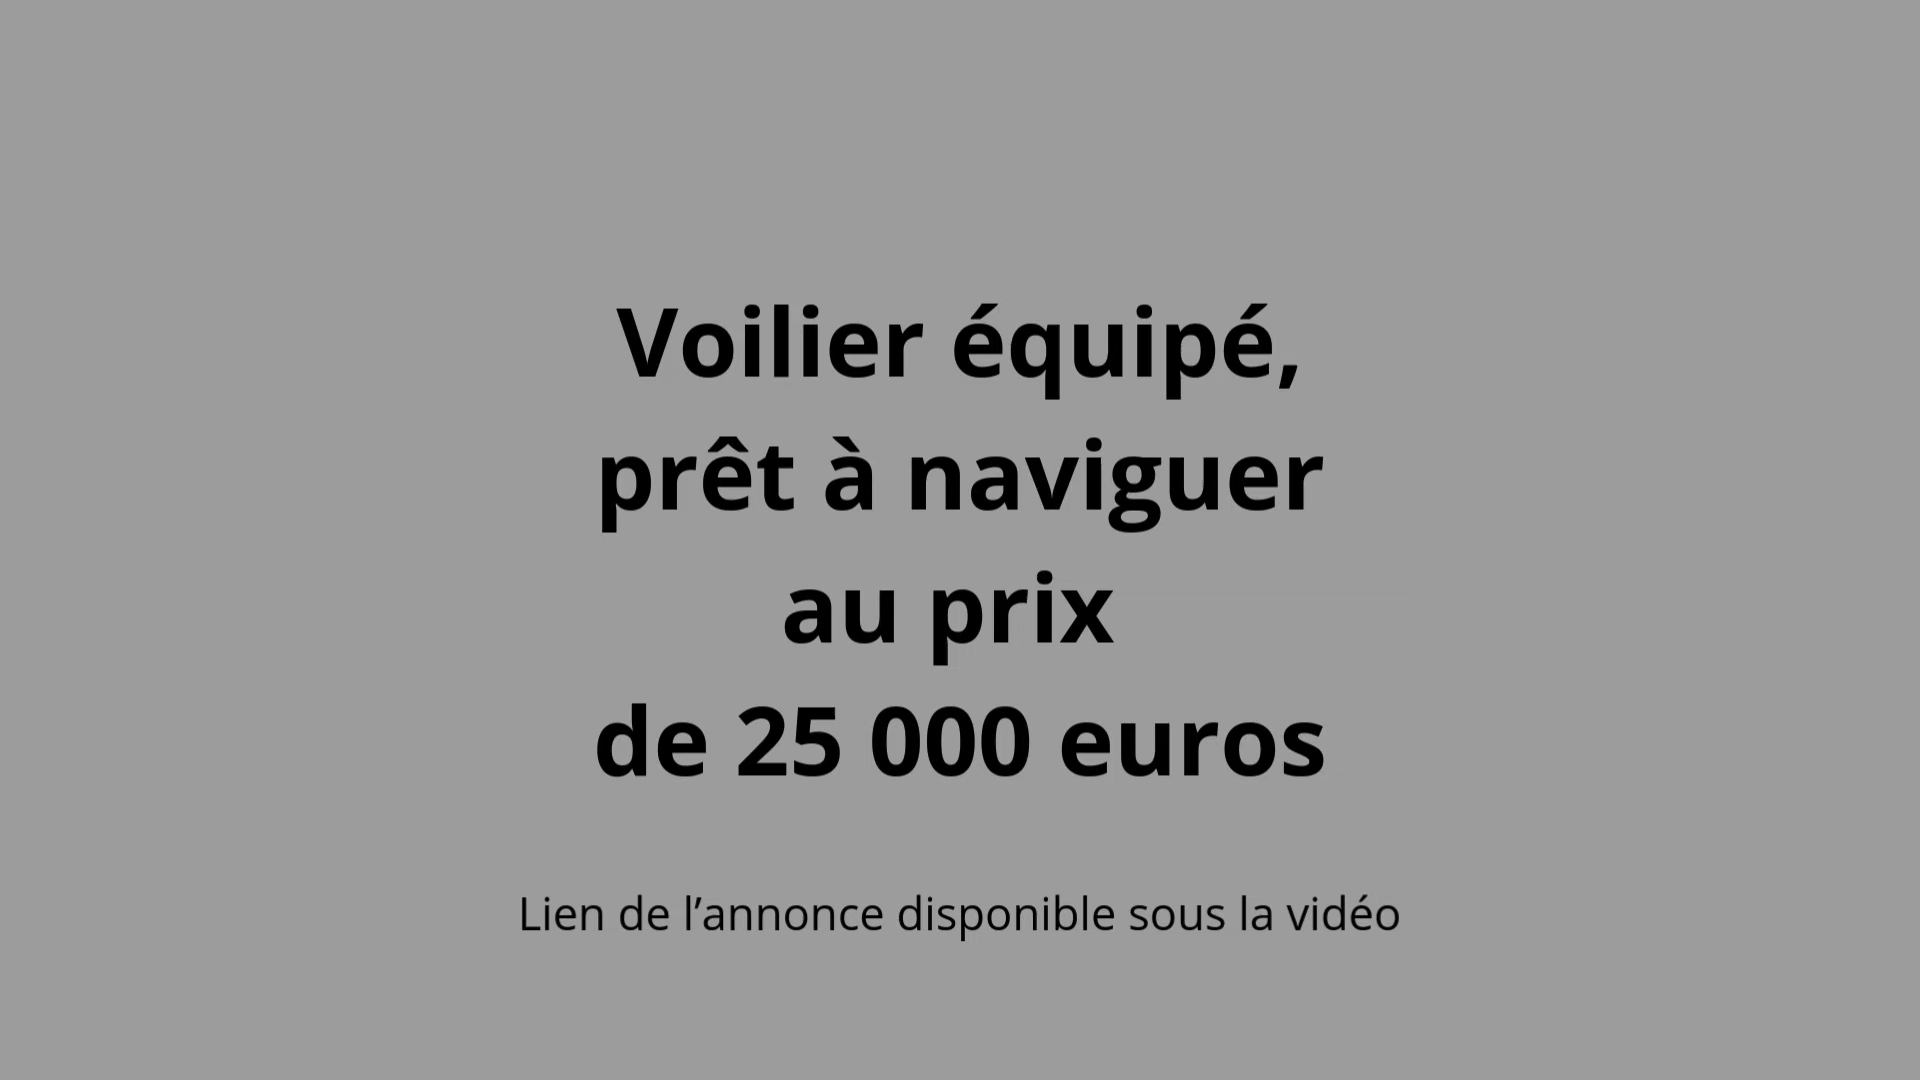 Voilier équipé,
prêt à naviguer
au prix
de 25 000 euros
Lien de l’annonce disponible sous la vidéo